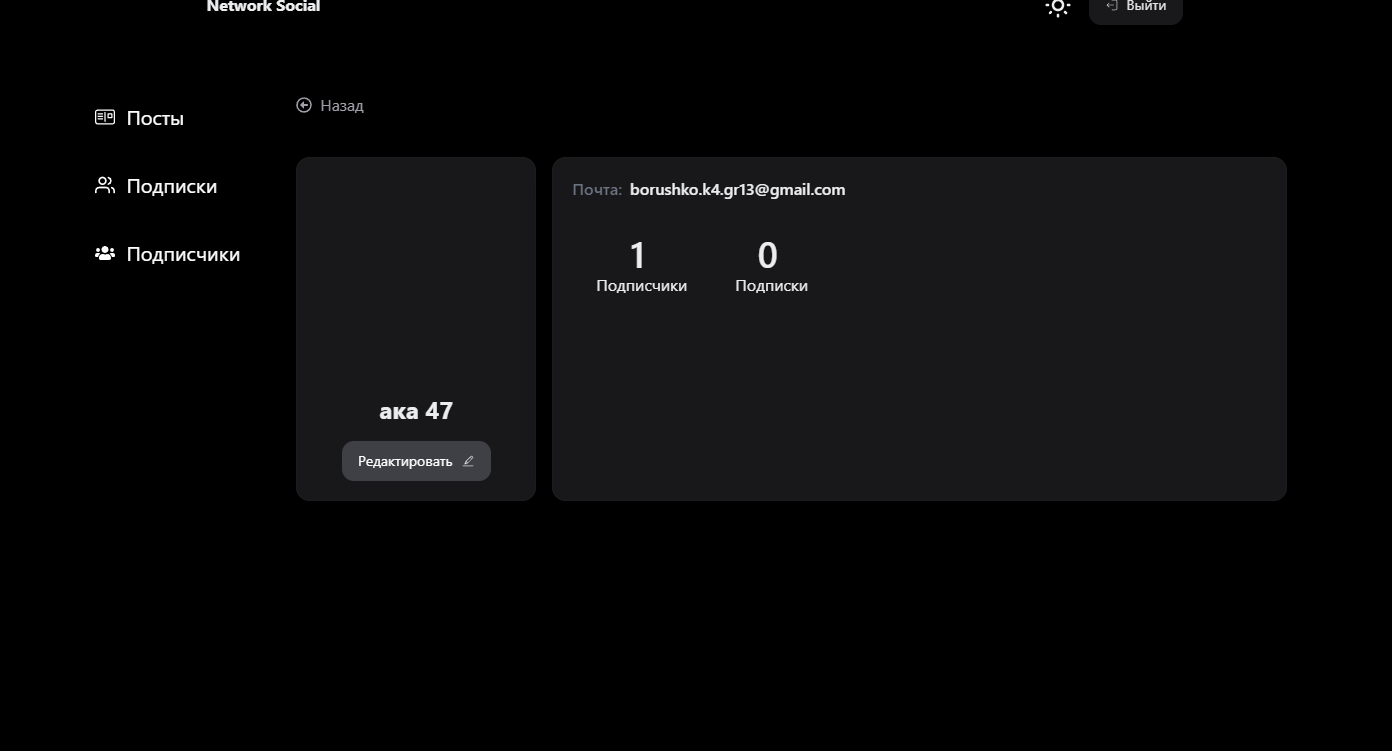 Network Social
Выйти
Назад
Посты
Подписки
Подписчики
Почта: borushko.k4.gr13@gmail.com
1 0
Подписчики Подписки
ака 47
Редактировать